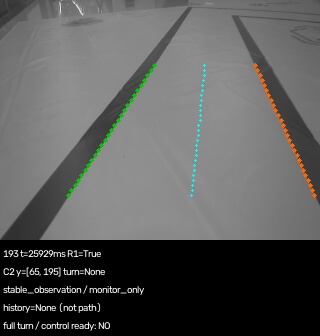 193 t=25929ms R1=True
C2 y=[65, 195] turn=None
stable_observation / monitor_only
history=None (not path)
full turn / control ready: NO